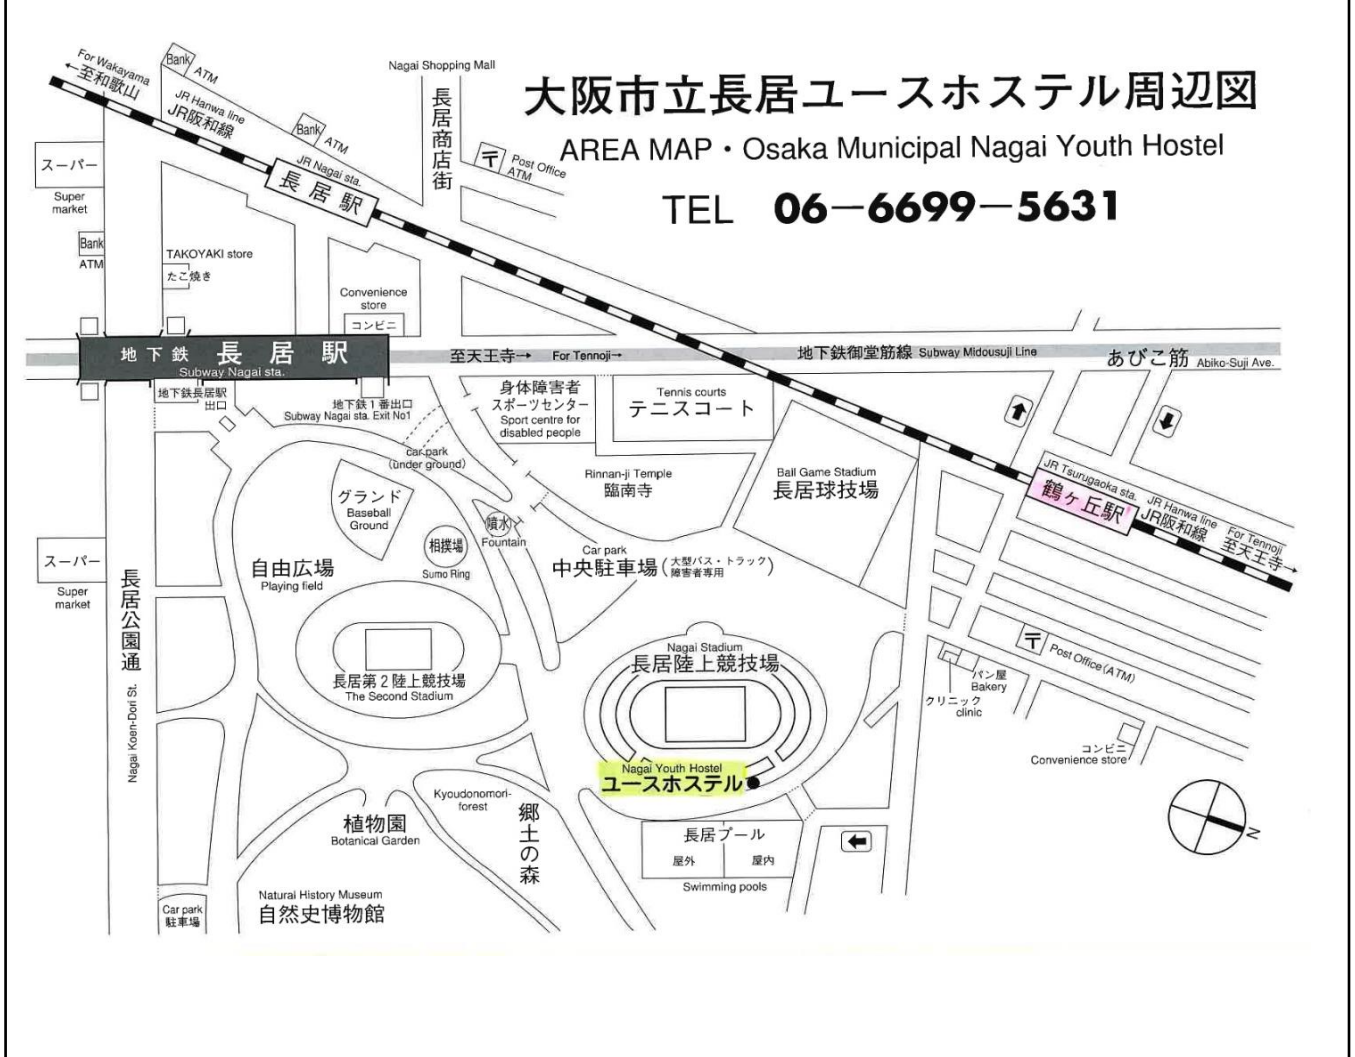 大阪市立長居ユースホステル周辺図
AREA MAP・Osaka Municipal Nagai Youth Hostel
TEL 06－6699－5631
For Wakayama
←至和歌山
Bank
ATM
JR Hanwa line
JR阪和線
Bank
ATM
JR Nagai sta.
長居駅
Nagai Shopping Mall
長居商店街
〒
Post Office
ATM
スーパー
Super
market
Bank
ATM
TAKOYAKI store
たこ焼き
Convenience
store
コンビニ
地下鉄 長居駅
Subway Nagai sta.
至天王寺→ For Tennoji→
地下鉄御堂筋線 Subway Midousuji Line
あびこ筋 Abiko-Suji Ave.
地下鉄長居駅
出口
地下鉄1番出口
Subway Nagai sta. Exit No1
身体障害者
スポーツセンター
Sport centre for
disabled people
Tennis courts
テニスコート
car park
(under ground)
Rinnan-ji Temple
臨南寺
Ball Game Stadium
長居球技場
JR Tsurugaoka sta.
鶴ヶ丘駅
JR Hanwa line
JR阪和線
For Tennoji
至天王寺→
グランド
Baseball
Ground
噴水
Fountain
相撲場
Sumo Ring
自由広場
Playing field
Car park
中央駐車場(大型バス・トラック
障害者専用)
スーパー
Super
market
長居公園通
Nagai Koen-Dori St.
長居第2陸上競技場
The Second Stadium
Nagai Stadium
長居陸上競技場
Nagai Youth Hostel
ユースホステル
〒
Post Office (ATM)
パン屋
Bakery
クリニック
clinic
コンビニ
Convenience store
Kyoudonomori-
forest
郷土の森
植物園
Botanical Garden
長居プール
屋外
屋内
Swimming pools
Natural History Museum
自然史博物館
Car park
駐車場
N